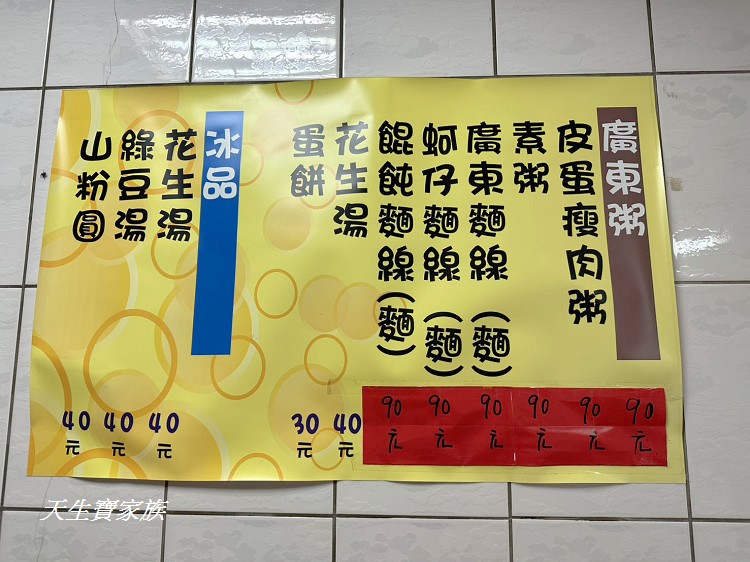 廣東粥 90元
皮蛋瘦肉粥 90元
素粥 90元
廣東麵線(麵) 90元
蚵仔麵線(麵) 90元
餛飩麵線(麵) 90元
花生湯 40元
蛋餅 30元
冰品
花生湯 40元
綠豆湯 40元
山粉圓 40元
天生寶家族